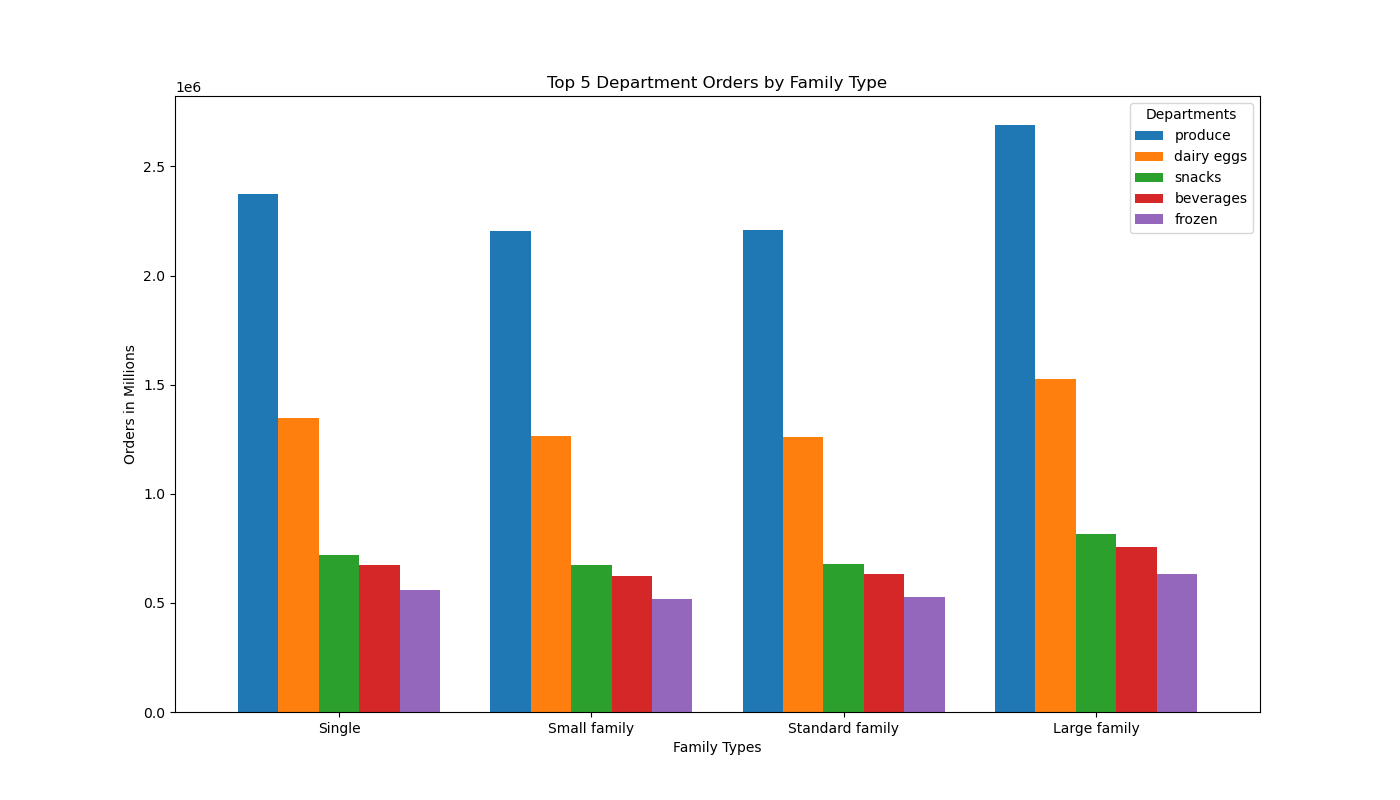 Top 5 Department Orders by Family Type
1e6
Departments
produce
dairy eggs
snacks
beverages
frozen
2.5
2.0
1.5
1.0
0.5
0.0
Orders in Millions
Single
Small family
Standard family
Large family
Family Types